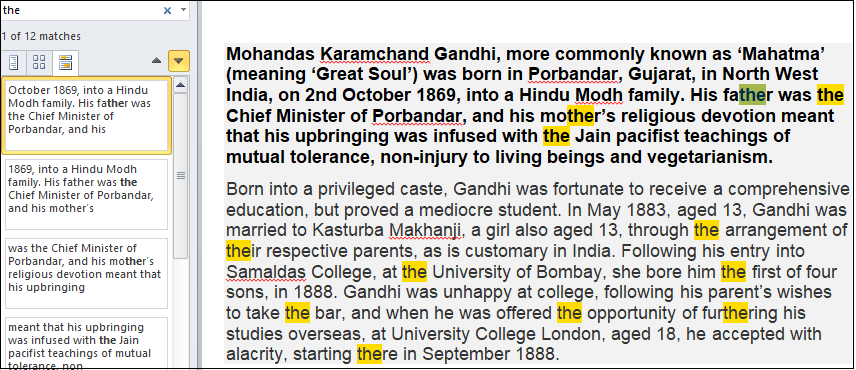 the
1 of 12 matches
October 1869, into a Hindu
Modh family. His father was
the Chief Minister of
Porbandar, and his
1869, into a Hindu Modh
family. His father was the
Chief Minister of Porbandar,
and his mother's
was the Chief Minister of
Porbandar, and his mother's
religious devotion meant that
his upbringing
meant that his upbringing
was infused with the Jain
pacifist teachings of mutual
tolerance, non
Mohandas Karamchand Gandhi, more commonly known as ‘Mahatma’
(meaning ‘Great Soul’) was born in Porbandar, Gujarat, in North West
India, on 2nd October 1869, into a Hindu Modh family. His father was the
Chief Minister of Porbandar, and his mother’s religious devotion meant
that his upbringing was infused with the Jain pacifist teachings of
mutual tolerance, non-injury to living beings and vegetarianism.
Born into a privileged caste, Gandhi was fortunate to receive a comprehensive
education, but proved a mediocre student. In May 1883, aged 13, Gandhi was
married to Kasturba Makhanji, a girl also aged 13, through the arrangement of
their respective parents, as is customary in India. Following his entry into
Samaldas College, at the University of Bombay, she bore him the first of four
sons, in 1888. Gandhi was unhappy at college, following his parent’s wishes
to take the bar, and when he was offered the opportunity of furthering his
studies overseas, at University College London, aged 18, he accepted with
alacrity, starting there in September 1888.